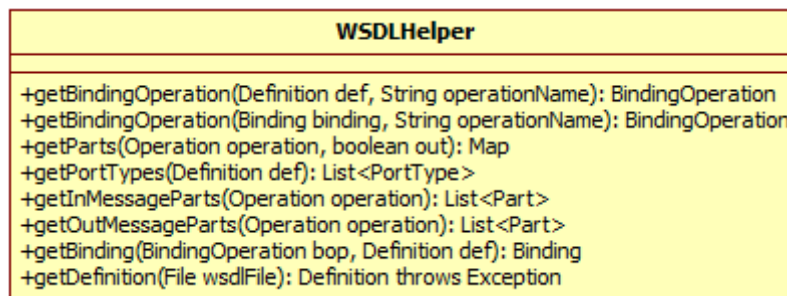 WSDLHelper
+getBindingOperation(Definition def, String operationName): BindingOperation
+getBindingOperation(Binding binding, String operationName): BindingOperation
+getParts(Operation operation, boolean out): Map
+getPortTypes(Definition def): List<PortType>
+getInMessageParts(Operation operation): List<Part>
+getOutMessageParts(Operation operation): List<Part>
+getBinding(BindingOperation bop, Definition def): Binding
+getDefinition(File wsdlFile): Definition throws Exception